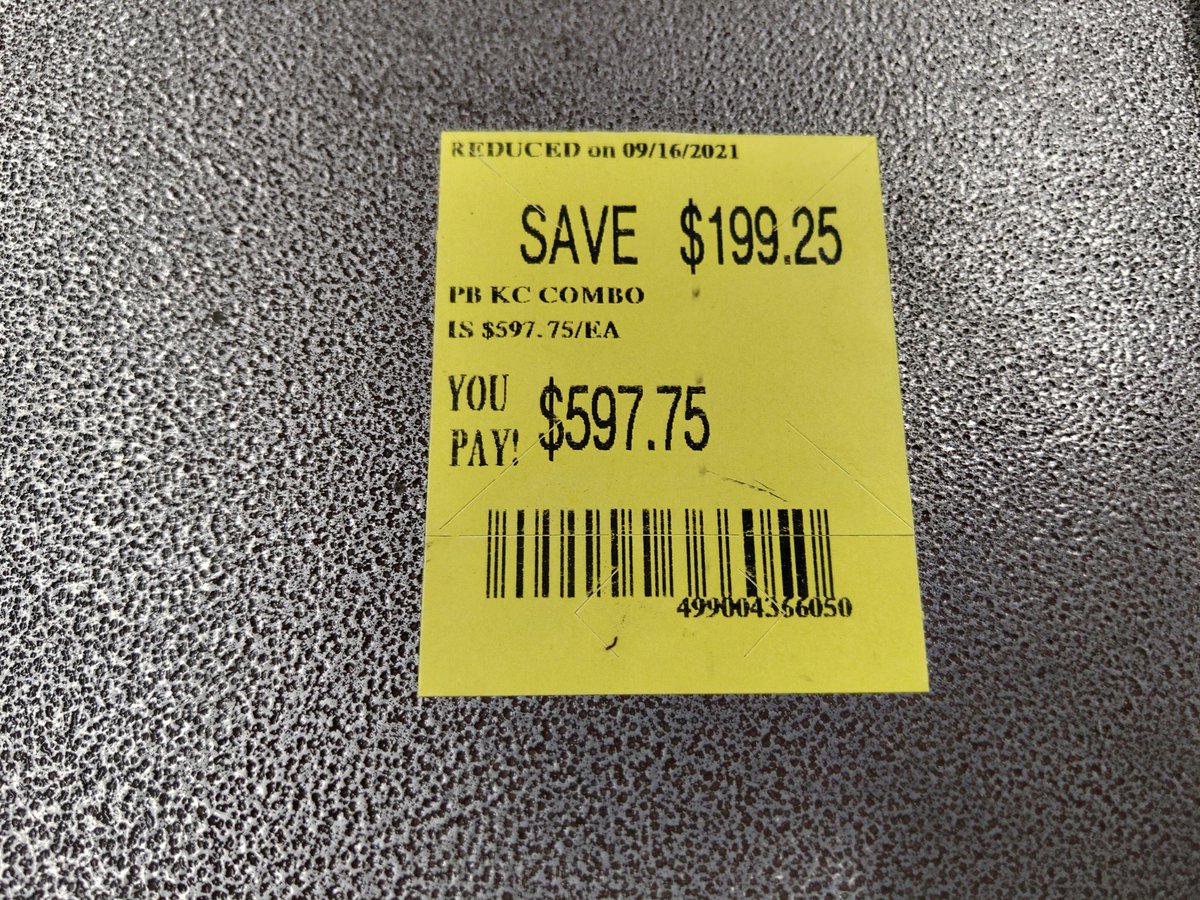 REDUCED on 09/16/2021
SAVE $199.25
PB KC COMBO
IS $597.75/EA
YOU PAY! $597.75
499004366050